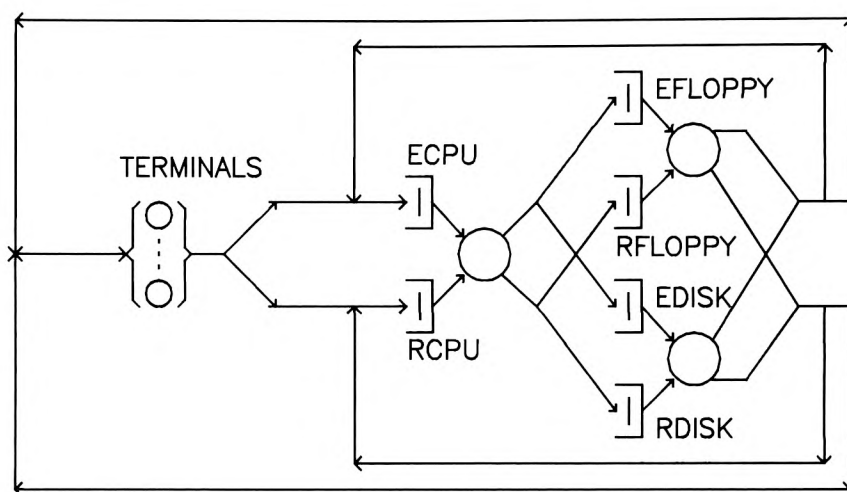 EFLOPPY
ECPU
TERMINALS
RFLOPPY
EDISK
RCPU
RDISK